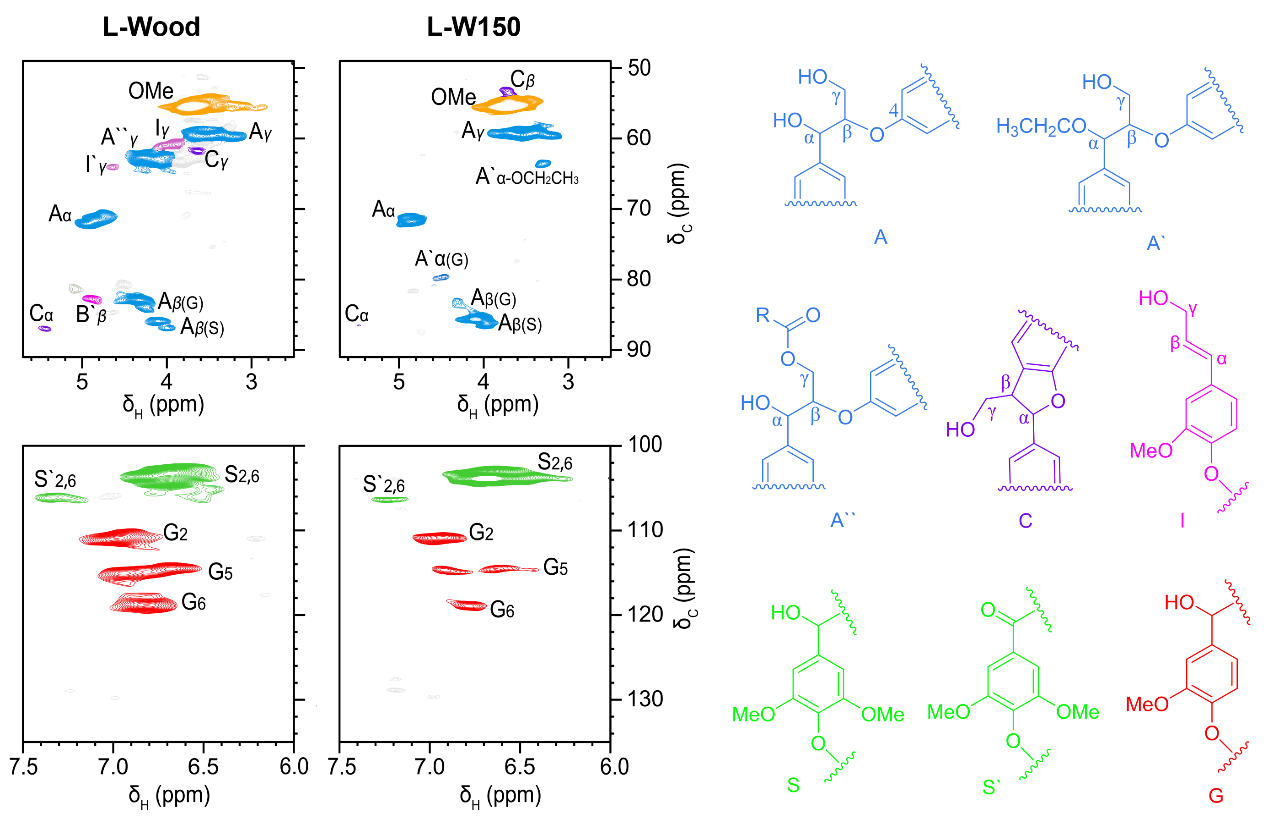 L-Wood
L-W150
OMe
A``γ
Iγ
Aγ
I`γ
Cγ
Aα
Cα
B`β
Aβ(G)
Aβ(S)
5
4
3
δH (ppm)
Cβ
OMe
Aγ
A`α-OCH2CH3
Aα
A`α(G)
Cα
Aβ(G)
Aβ(S)
50
60
70
80
90
δC (ppm)
5
4
3
δH (ppm)
S`2,6
S2,6
G2
G5
G6
7.5
7.0
6.5
6.0
δH (ppm)
S`2,6
S2,6
G2
G5
G6
100
110
120
130
δC (ppm)
7.5
7.0
6.5
6.0
δH (ppm)
HO
γ
HO
α
β
O
4
A
HO
γ
H3CH2CO
α
β
O
A`
R
O
O
γ
HO
α
β
O
A``
β
γ
α
O
HO
C
HO
γ
β
α
MeO
O
I
HO
MeO
OMe
O
S
O
MeO
OMe
O
S`
HO
MeO
O
G